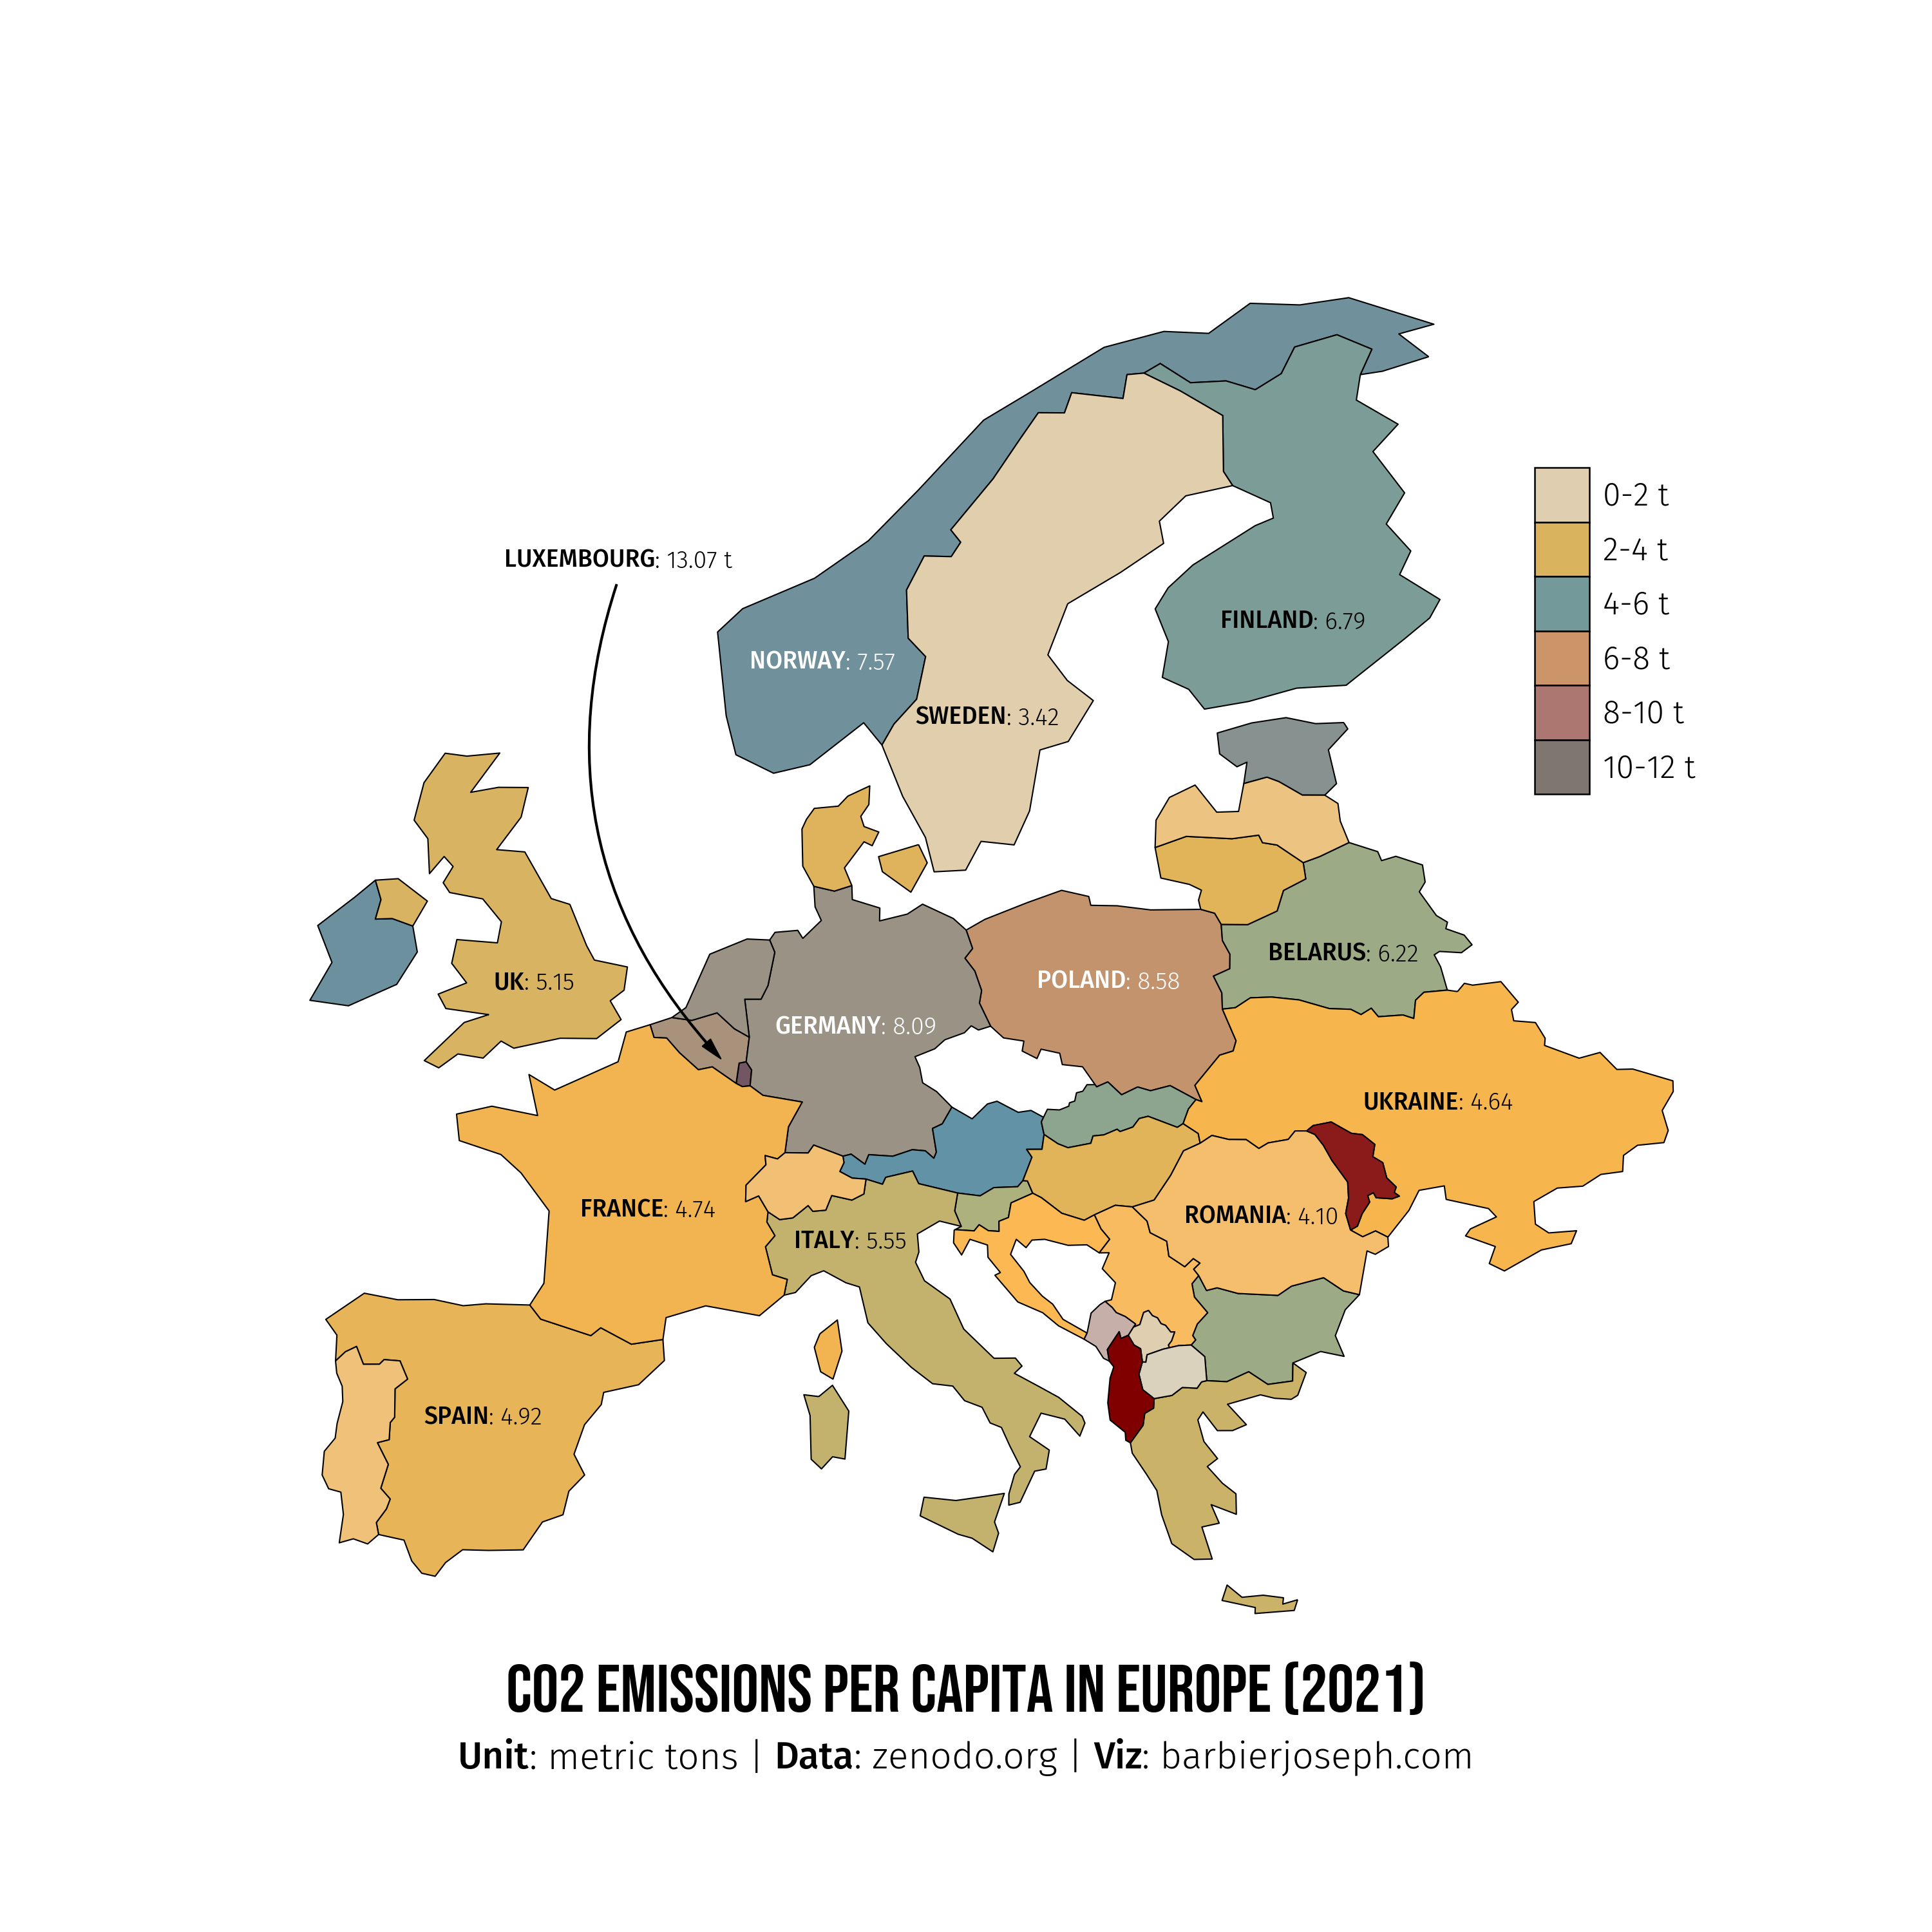 LUXEMBOURG: 13.07 t
0-2 t
2-4 t
4-6 t
6-8 t
8-10 t
10-12 t
FINLAND: 6.79
NORWAY: 7.57
SWEDEN: 3.42
BELARUS: 6.22
UK: 5.15
POLAND: 8.58
GERMANY: 8.09
UKRAINE: 4.64
FRANCE: 4.74
ROMANIA: 4.10
ITALY: 5.55
SPAIN: 4.92
CO2 EMISSIONS PER CAPITA IN EUROPE (2021)
Unit: metric tons | Data: zenodo.org | Viz: barbierjoseph.com